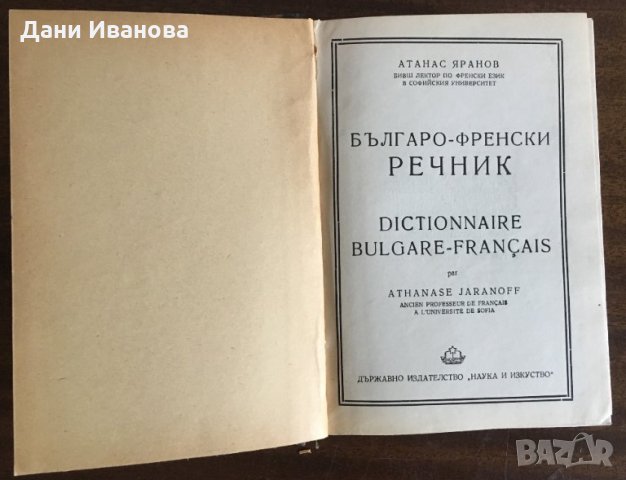 Дани Иванова
АТАНАС ЯРАНОВ
БИВШ ЛЕКТОР ПО ФРЕНСКИ ЕЗИК
В СОФИЙСКИЯ УНИВЕРСИТЕТ
БЪЛГАРО-ФРЕНСКИ
РЕЧНИК
DICTIONNAIRE
BULGARE-FRANÇAIS
par
ATHANASE JARANOFF
ANCIEN PROFESSEUR DE FRANÇAIS
A L'UNIVERSITÉ DE SOFIA
ДЪРЖАВНО ИЗДАТЕЛСТВО „НАУКА И ИЗКУСТВО"
BAZAR